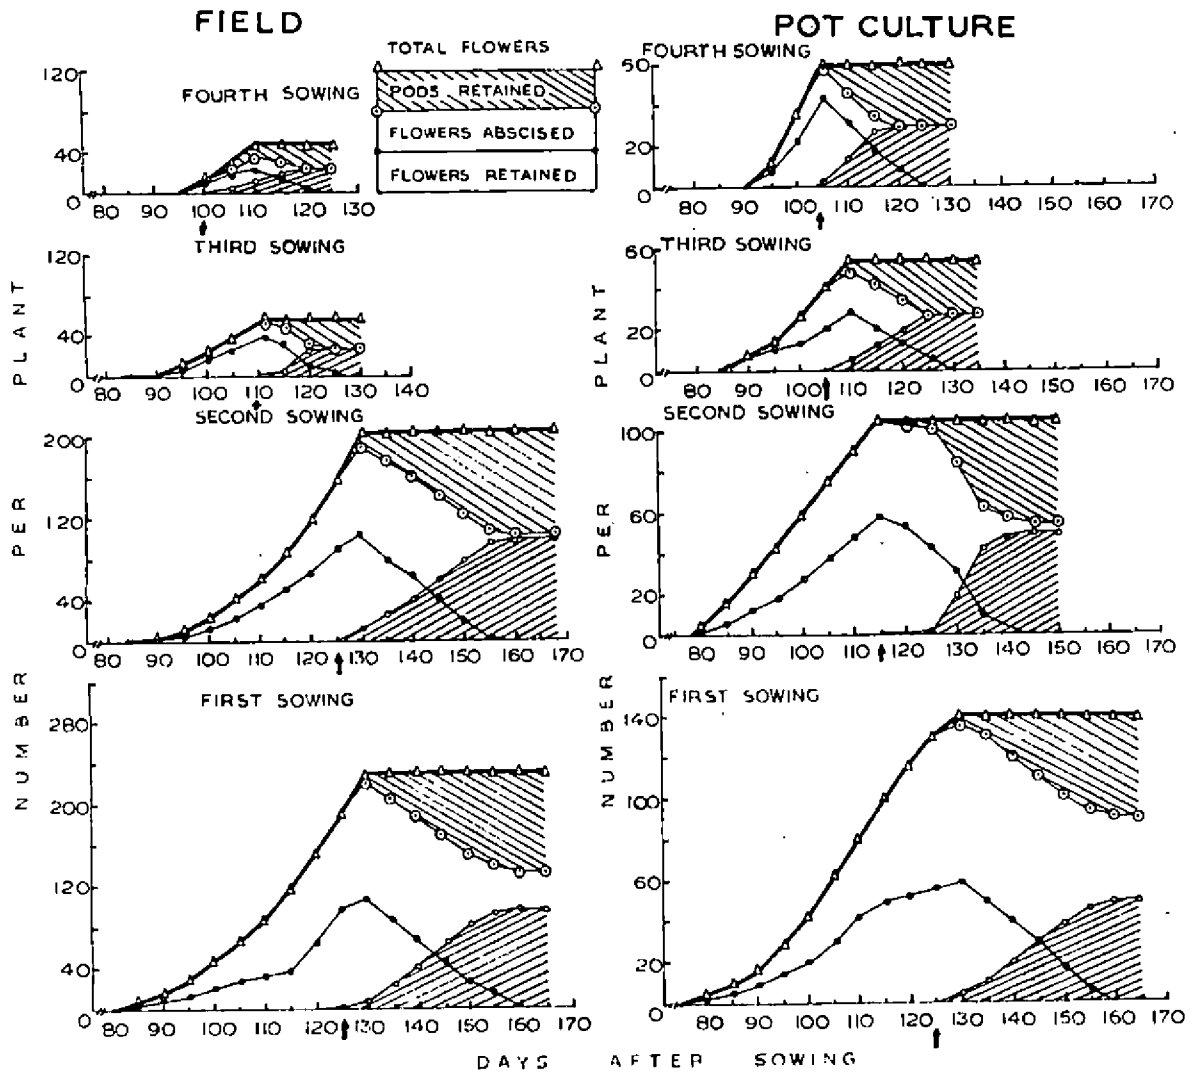 FIELD
POT CULTURE
TOTAL FLOWERS
PODS RETAINED
FLOWERS ABSCISED
FLOWERS RETAINED
FOURTH SOWING
120
40
0
80 90 100 110 120 130
FOURTH SOWING
60
20
0
80 90 100 110 120 130 140 150 160 170
THIRD SOWING
120
40
0
80 90 100 110 120 130 140
THIRD SOWING
60
20
0
80 90 100 110 120 130 140 150 160 170
SECOND SOWING
200
120
40
0
80 90 100 110 120 130 140 150 160 170
SECOND SOWING
100
60
20
0
80 90 100 110 120 130 140 150 160 170
FIRST SOWING
280
200
120
40
0
80 90 100 110 120 130 140 150 160 170
FIRST SOWING
140
100
60
20
0
80 90 100 110 120 130 140 150 160 170
NUMBER PER PLANT
NUMBER PER PLANT
DAYS AFTER SOWING